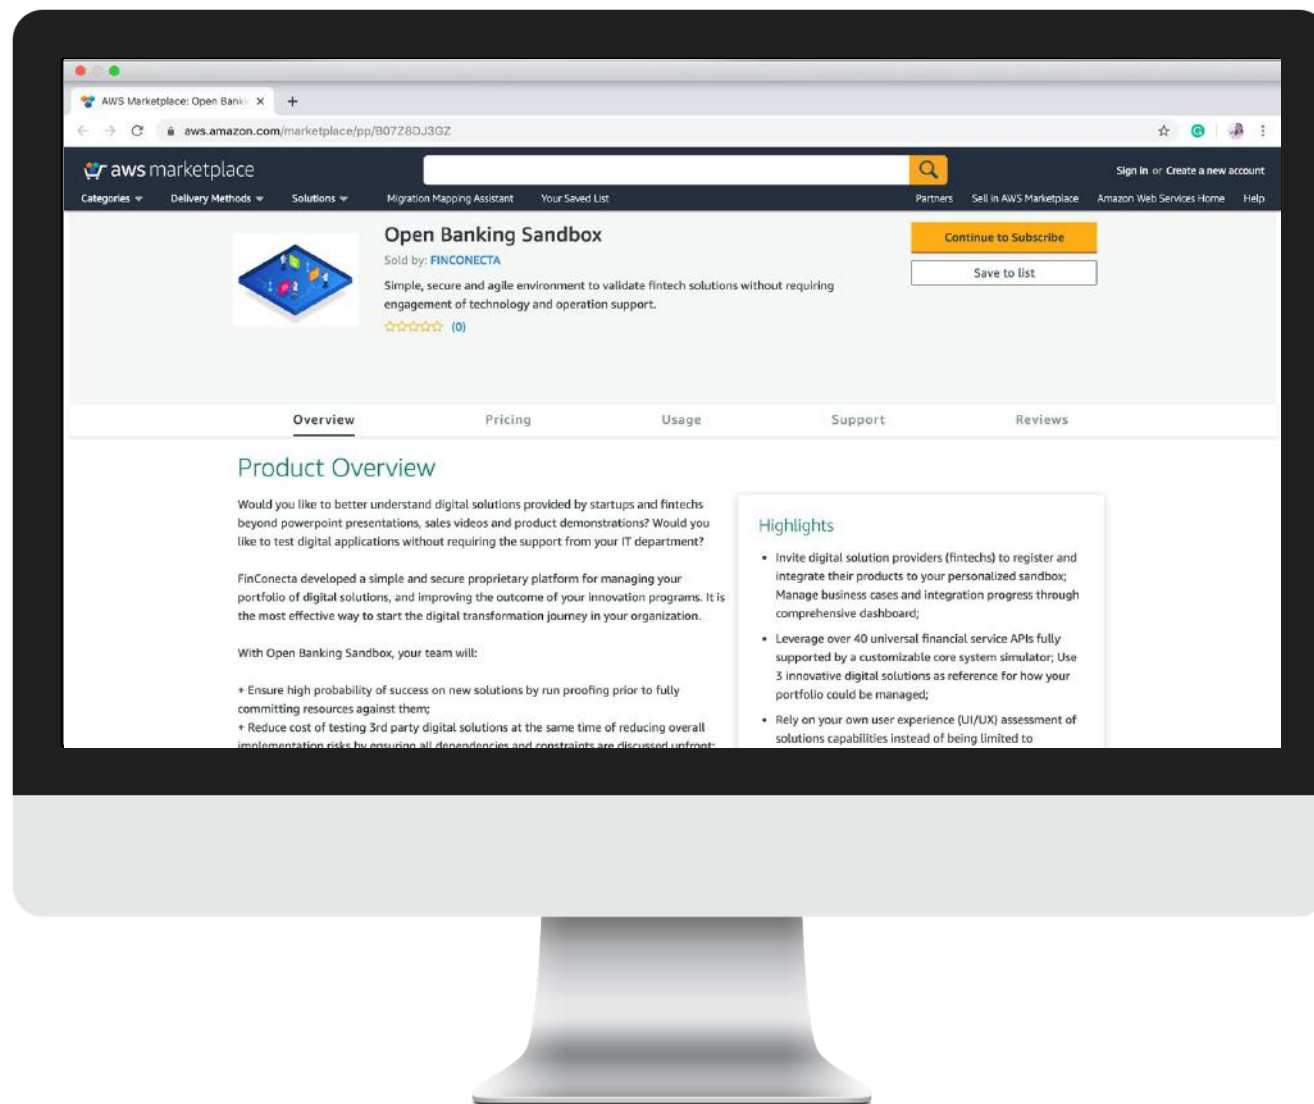 AWS Marketplace: Open Bankin
aws.amazon.com/marketplace/pp/B07Z8DJ3GZ
aws marketplace
Sign in or Create a new account
Categories Delivery Methods Solutions Migration Mapping Assistant Your Saved List Partners Sell in AWS Marketplace Amazon Web Services Home Help
Open Banking Sandbox
Continue to Subscribe
Sold by: FINCONECTA
Save to list
Simple, secure and agile environment to validate fintech solutions without requiring
engagement of technology and operation support.
(0)
Overview Pricing Usage Support Reviews
Product Overview
Would you like to better understand digital solutions provided by startups and fintechs
beyond powerpoint presentations, sales videos and product demonstrations? Would you
like to test digital applications without requiring the support from your IT department?
FinConecta developed a simple and secure proprietary platform for managing your
portfolio of digital solutions, and improving the outcome of your innovation programs. It is
the most effective way to start the digital transformation journey in your organization.
With Open Banking Sandbox, your team will:
+ Ensure high probability of success on new solutions by run proofing prior to fully
committing resources against them;
+ Reduce cost of testing 3rd party digital solutions at the same time of reducing overall
implementation risks by ensuring all dependencies and constraints are discussed upfront;
Highlights
• Invite digital solution providers (fintechs) to register and
integrate their products to your personalized sandbox;
Manage business cases and integration progress through
comprehensive dashboard;
• Leverage over 40 universal financial service APIs fully
supported by a customizable core system simulator; Use
3 innovative digital solutions as reference for how your
portfolio could be managed;
• Rely on your own user experience (UI/UX) assessment of
solutions capabilities instead of being limited to